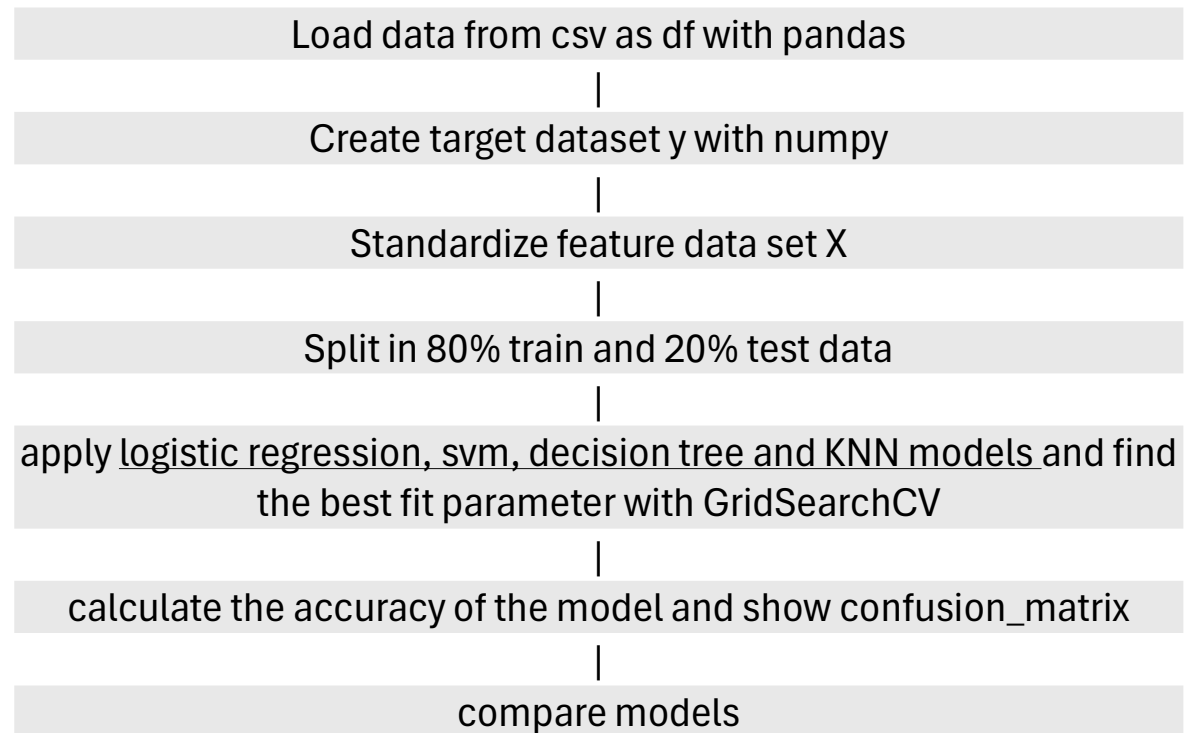 Load data from csv as df with pandas
Create target dataset y with numpy
Standardize feature data set X
Split in 80% train and 20% test data
apply logistic regression, svm, decision tree and KNN models and find
the best fit parameter with GridSearchCV
calculate the accuracy of the model and show confusion_matrix
compare models